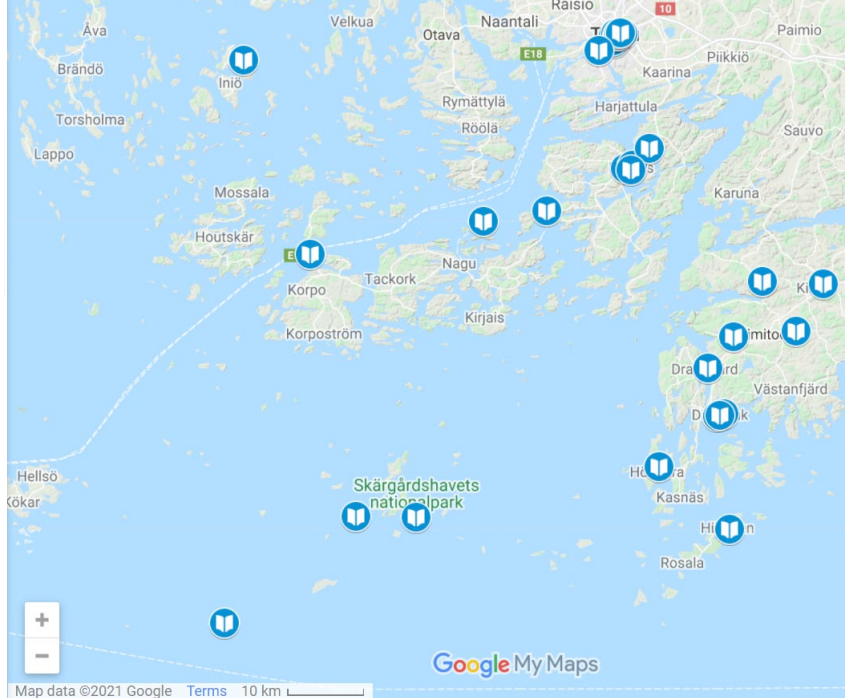 Raisio
10
Åva
Velkua
Naantali
Otava
Paimio
E18
Piikkiö
Brändö
Iniö
Kaarina
Rymättylä
Harjattula
Torsholma
Röölä
Sauvo
Lappo
Mossala
Karuna
Houtskär
Nagu
Tackork
Korpo
Kirjais
Korpoström
Västanfjärd
Hellsö
Kökar
Skärgårdshavets
nationalpark
Kasnäs
Rosala
+
−
Google My Maps
Map data ©2021 Google Terms 10 km